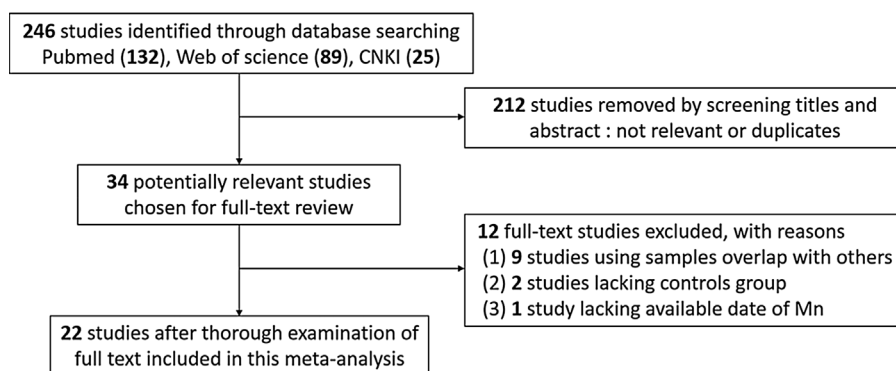 246 studies identified through database searching
Pubmed (132), Web of science (89), CNKI (25)
212 studies removed by screening titles and
abstract : not relevant or duplicates
34 potentially relevant studies
chosen for full-text review
12 full-text studies excluded, with reasons
(1) 9 studies using samples overlap with others
(2) 2 studies lacking controls group
(3) 1 study lacking available date of Mn
22 studies after thorough examination of
full text included in this meta-analysis